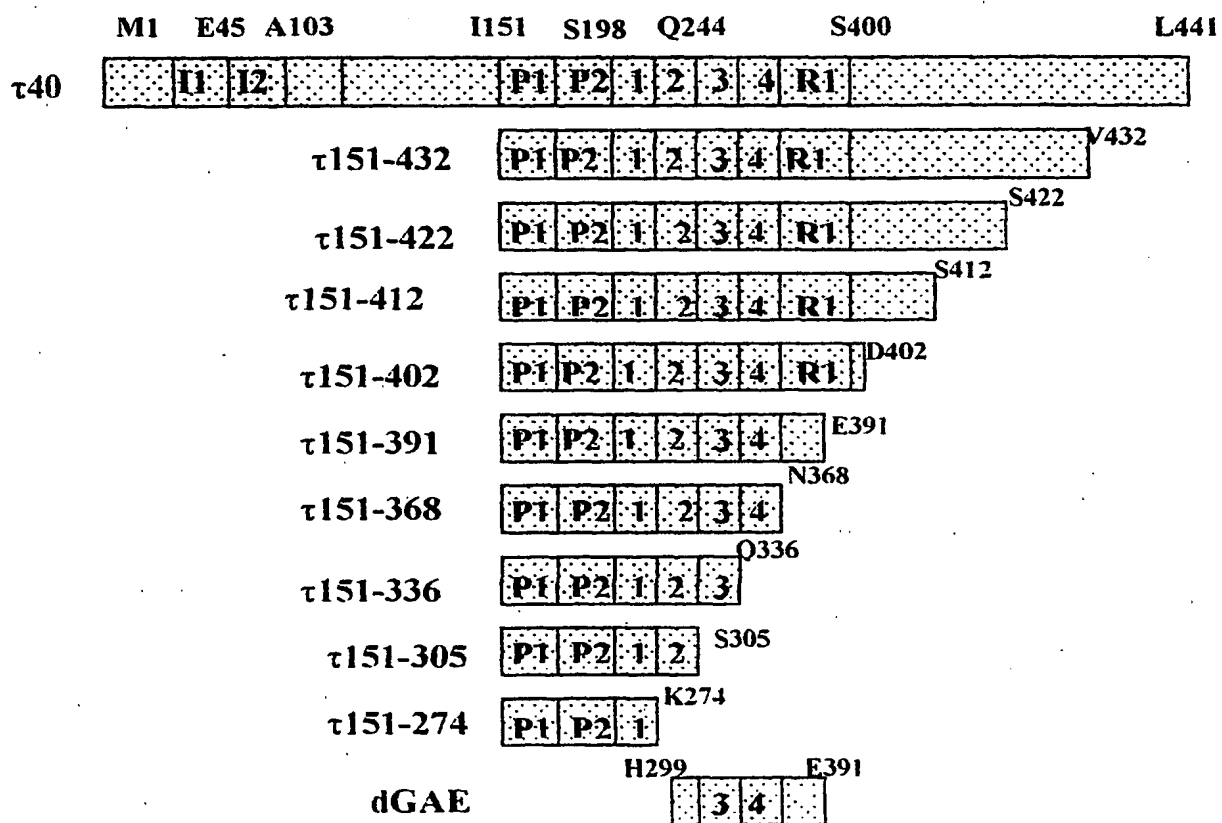 M1 E45 A103 I151 S198 Q244 S400 L441
τ40 I1 I2 P1 P2 1 2 3 4 R1
V432
τ151-432 P1 P2 1 2 3 4 R1
S422
τ151-422 P1 P2 1 2 3 4 R1
S412
τ151-412 P1 P2 1 2 3 4 R1
D402
τ151-402 P1 P2 1 2 3 4 R1
E391
τ151-391 P1 P2 1 2 3 4
N368
τ151-368 P1 P2 1 2 3 4
Q336
τ151-336 P1 P2 1 2 3
S305
τ151-305 P1 P2 1 2
K274
τ151-274 P1 P2 1
H299 E391
dGAE 3 4